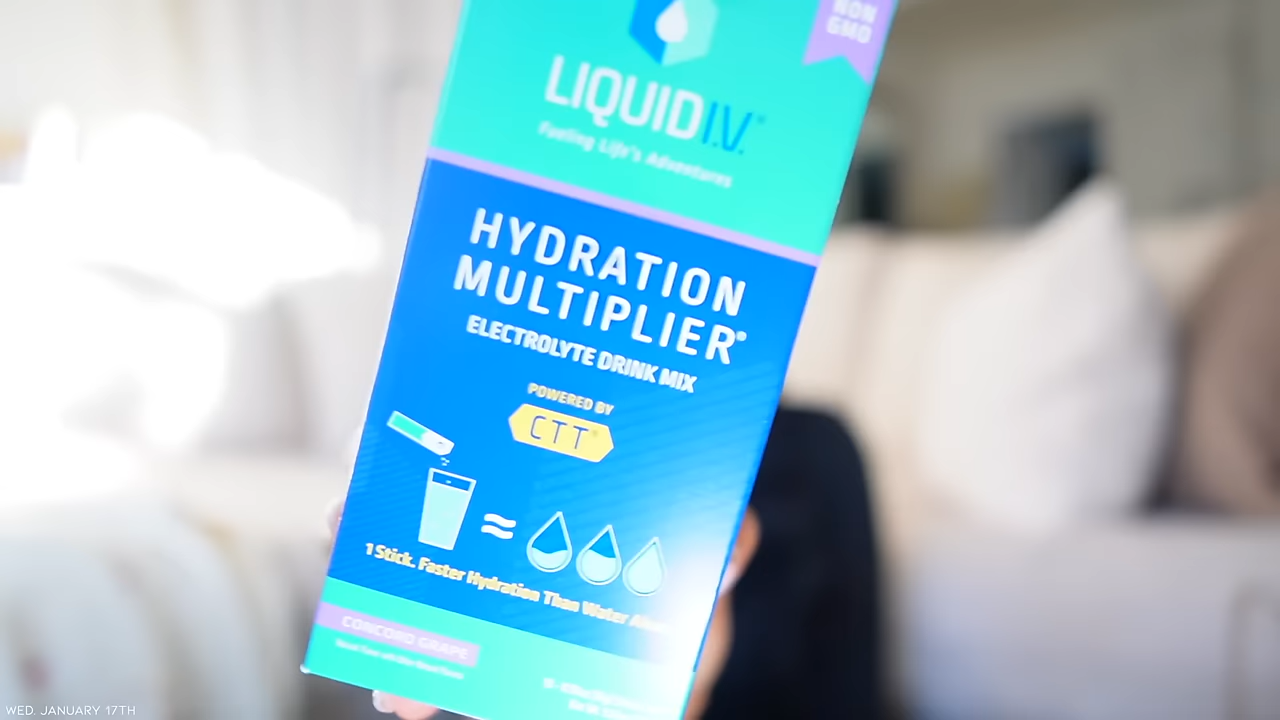 NON
GMO
LIQUID I.V.
Fueling Life's Adventures
HYDRATION
MULTIPLIER®
ELECTROLYTE DRINK MIX
POWERED BY
CTT
≈
1 Stick. Faster Hydration Than Water
CONCORD GRAPE
WED. JANUARY 17TH